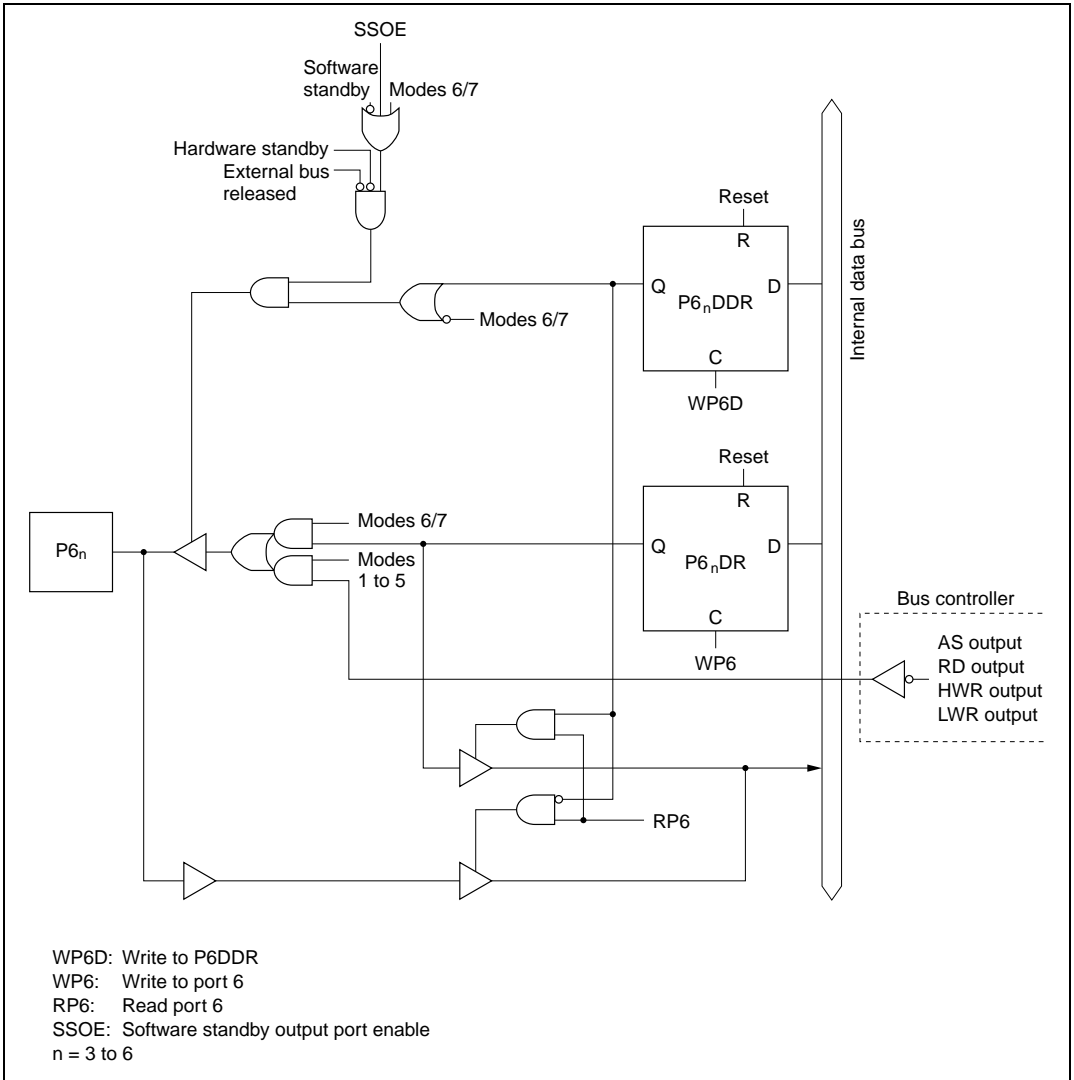 SSOE
Software
standby
Modes 6/7
Hardware standby
External bus
released
Reset
R
Q
D
P6nDDR
C
WP6D
Modes 6/7
Internal data bus
Reset
R
Q
D
P6nDR
C
WP6
P6n
Modes 6/7
Modes
1 to 5
Bus controller
AS output
RD output
HWR output
LWR output
RP6
WP6D: Write to P6DDR
WP6: Write to port 6
RP6: Read port 6
SSOE: Software standby output port enable
n = 3 to 6